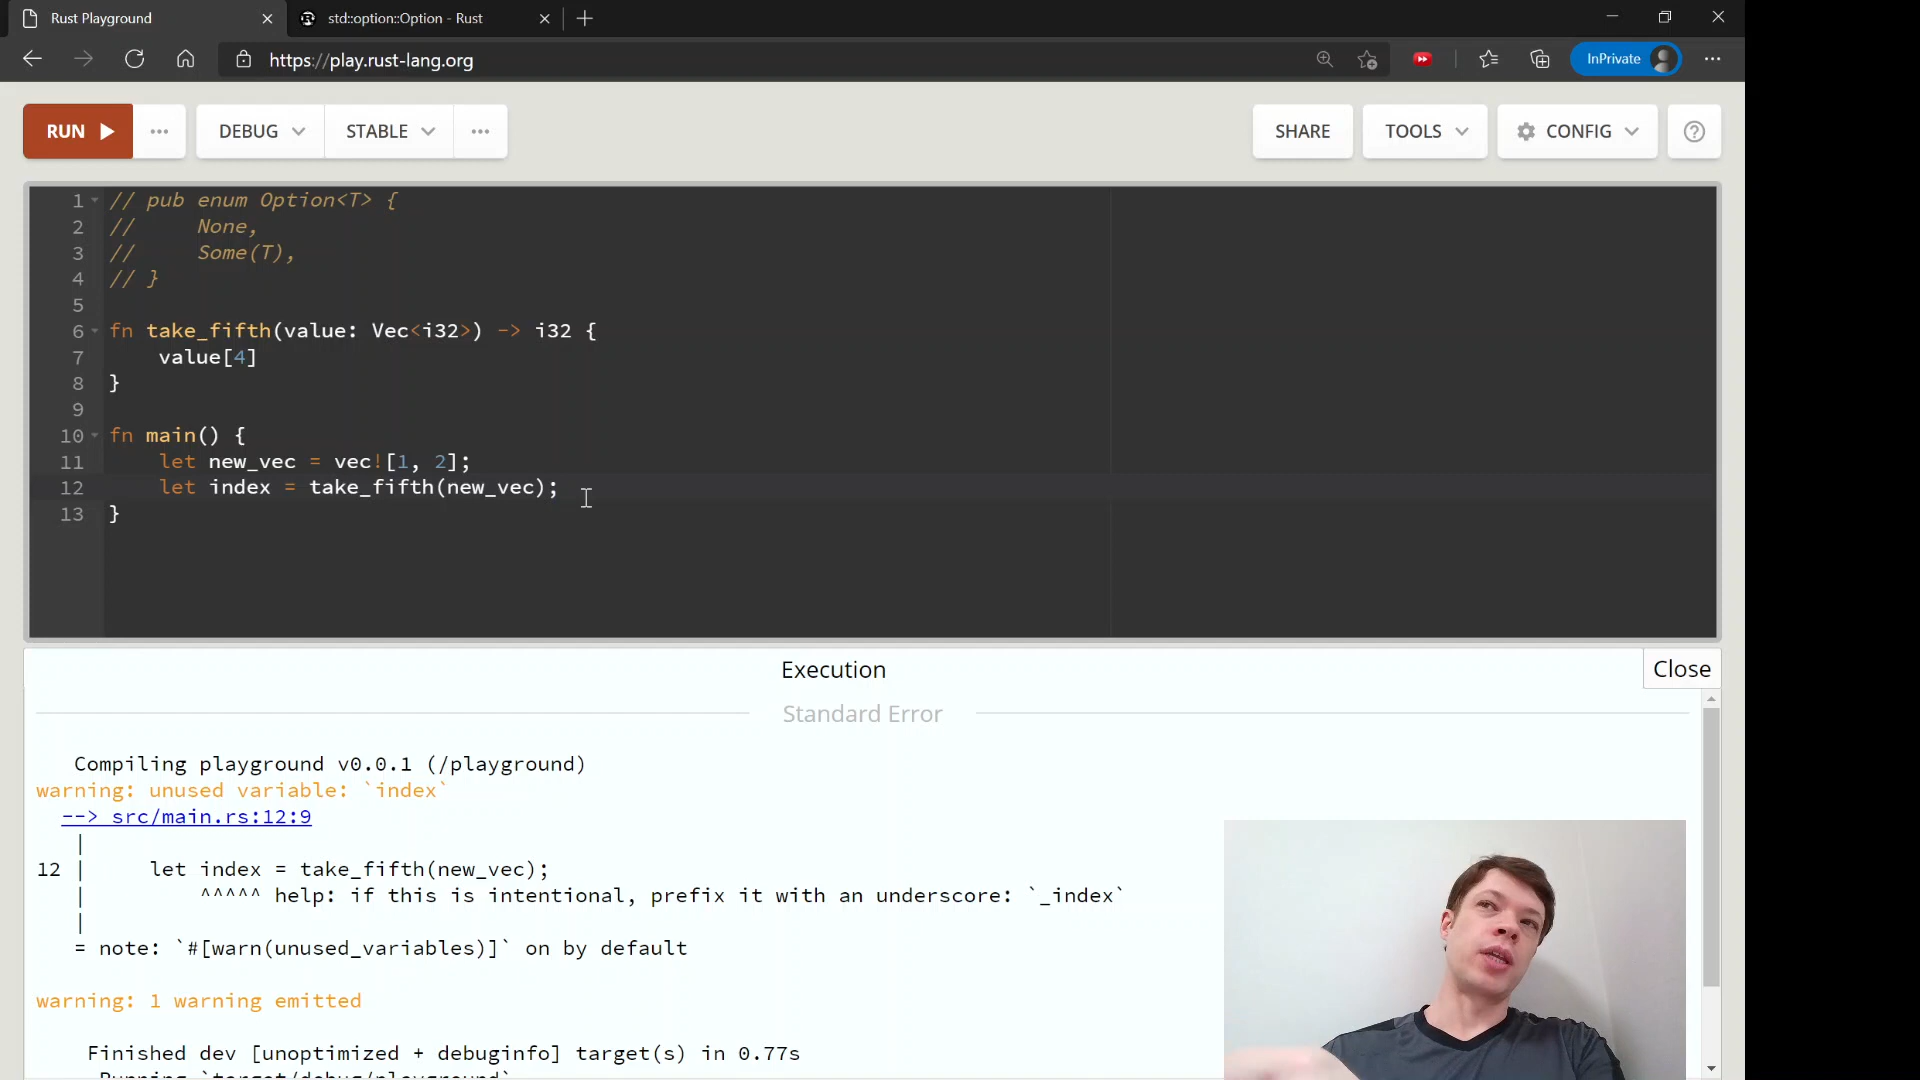 Rust Playground
std::option::Option - Rust
https://play.rust-lang.org
InPrivate
RUN
DEBUG
STABLE
SHARE
TOOLS
CONFIG
1 // pub enum Option<T> {
2 //     None,
3 //     Some(T),
4 // }
5
6 fn take_fifth(value: Vec<i32>) -> i32 {
7     value[4]
8 }
9
10 fn main() {
11     let new_vec = vec![1, 2];
12     let index = take_fifth(new_vec);
13 }
Execution
Close
Standard Error
Compiling playground v0.0.1 (/playground)
warning: unused variable: `index`
--> src/main.rs:12:9
|
12 |     let index = take_fifth(new_vec);
|         ^^^^^ help: if this is intentional, prefix it with an underscore: `_index`
|
= note: `#[warn(unused_variables)]` on by default
warning: 1 warning emitted
Finished dev [unoptimized + debuginfo] target(s) in 0.77s
Running `target/debug/playground`